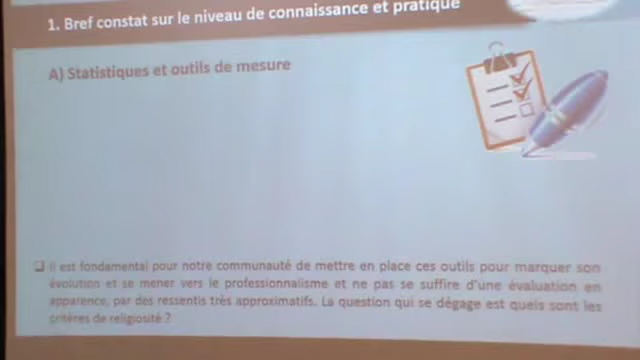 1. Bref constat sur le niveau de connaissance et pratique
A) Statistiques et outils de mesure
❑ Il est fondamental pour notre communauté de mettre en place ces outils pour marquer son
évolution et se mener vers le professionnalisme et ne pas se suffire d'une évaluation en
apparence, par des ressentis très approximatifs. La question qui se dégage est quels sont les
critères de religiosité ?